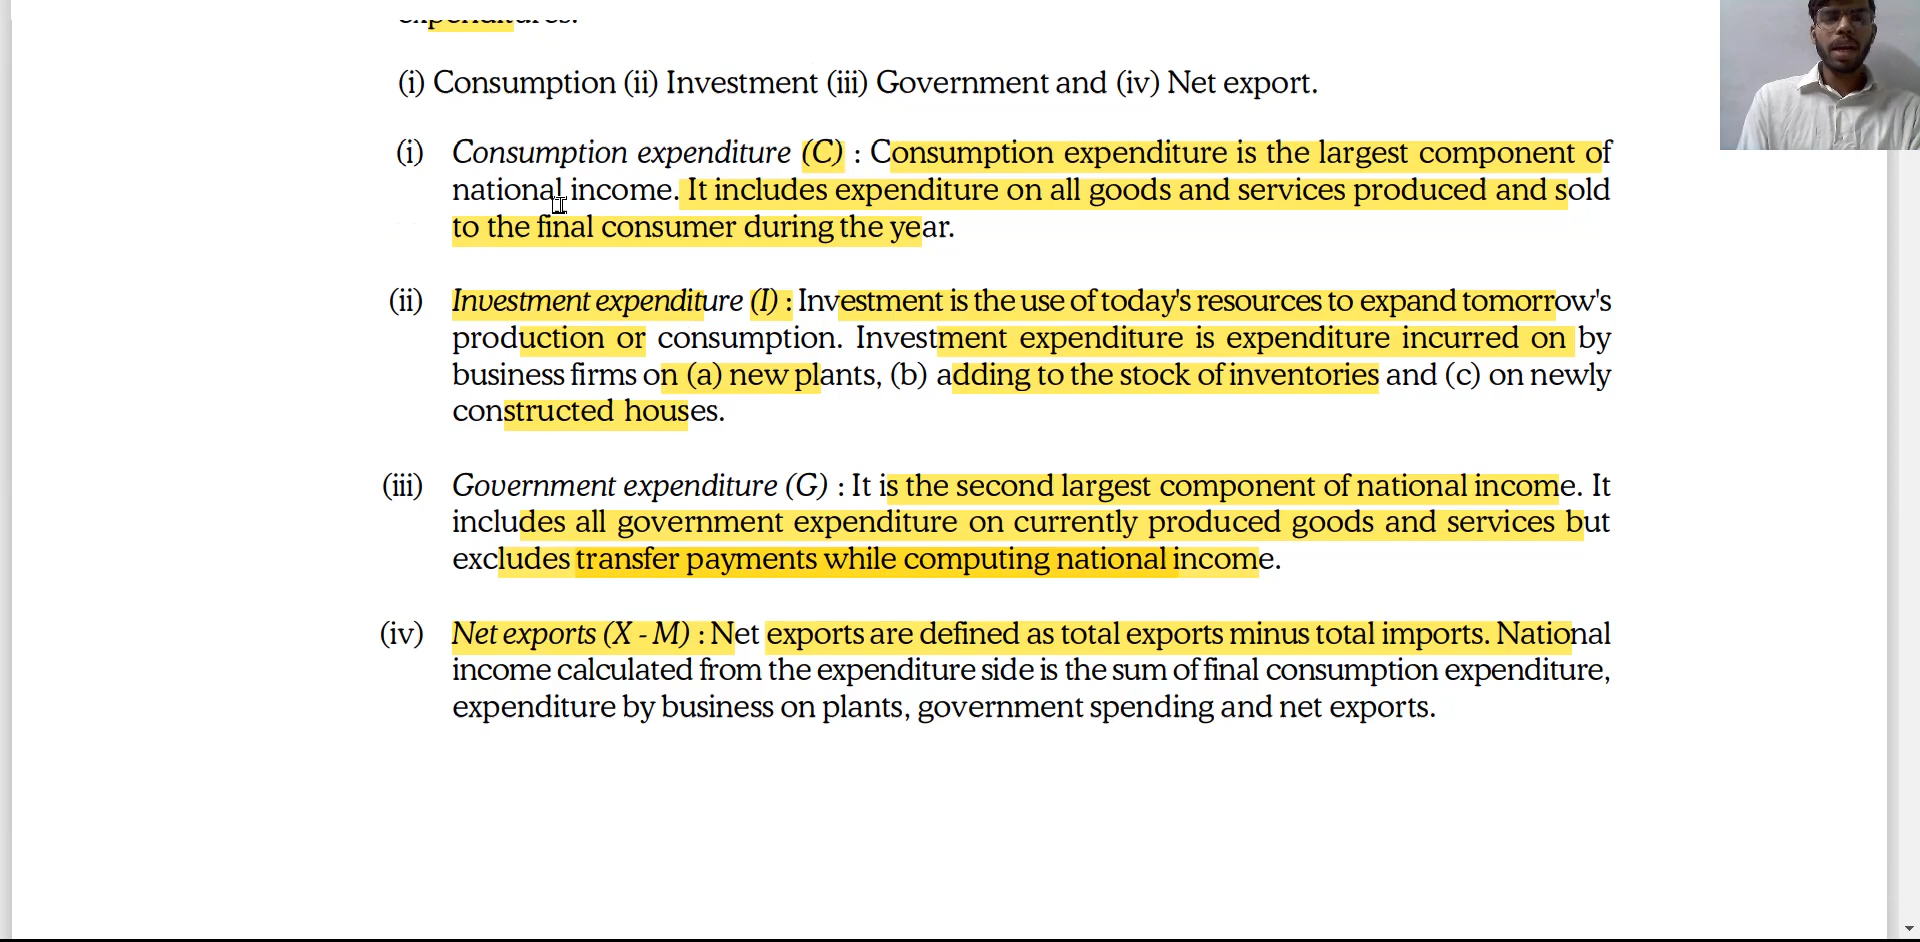 expenditures.
(i) Consumption (ii) Investment (iii) Government and (iv) Net export.
(i) Consumption expenditure (C) : Consumption expenditure is the largest component of
national income. It includes expenditure on all goods and services produced and sold
to the final consumer during the year.
(ii) Investment expenditure (I) : Investment is the use of today's resources to expand tomorrow's
production or consumption. Investment expenditure is expenditure incurred on by
business firms on (a) new plants, (b) adding to the stock of inventories and (c) on newly
constructed houses.
(iii) Government expenditure (G) : It is the second largest component of national income. It
includes all government expenditure on currently produced goods and services but
excludes transfer payments while computing national income.
(iv) Net exports (X - M) : Net exports are defined as total exports minus total imports. National
income calculated from the expenditure side is the sum of final consumption expenditure,
expenditure by business on plants, government spending and net exports.